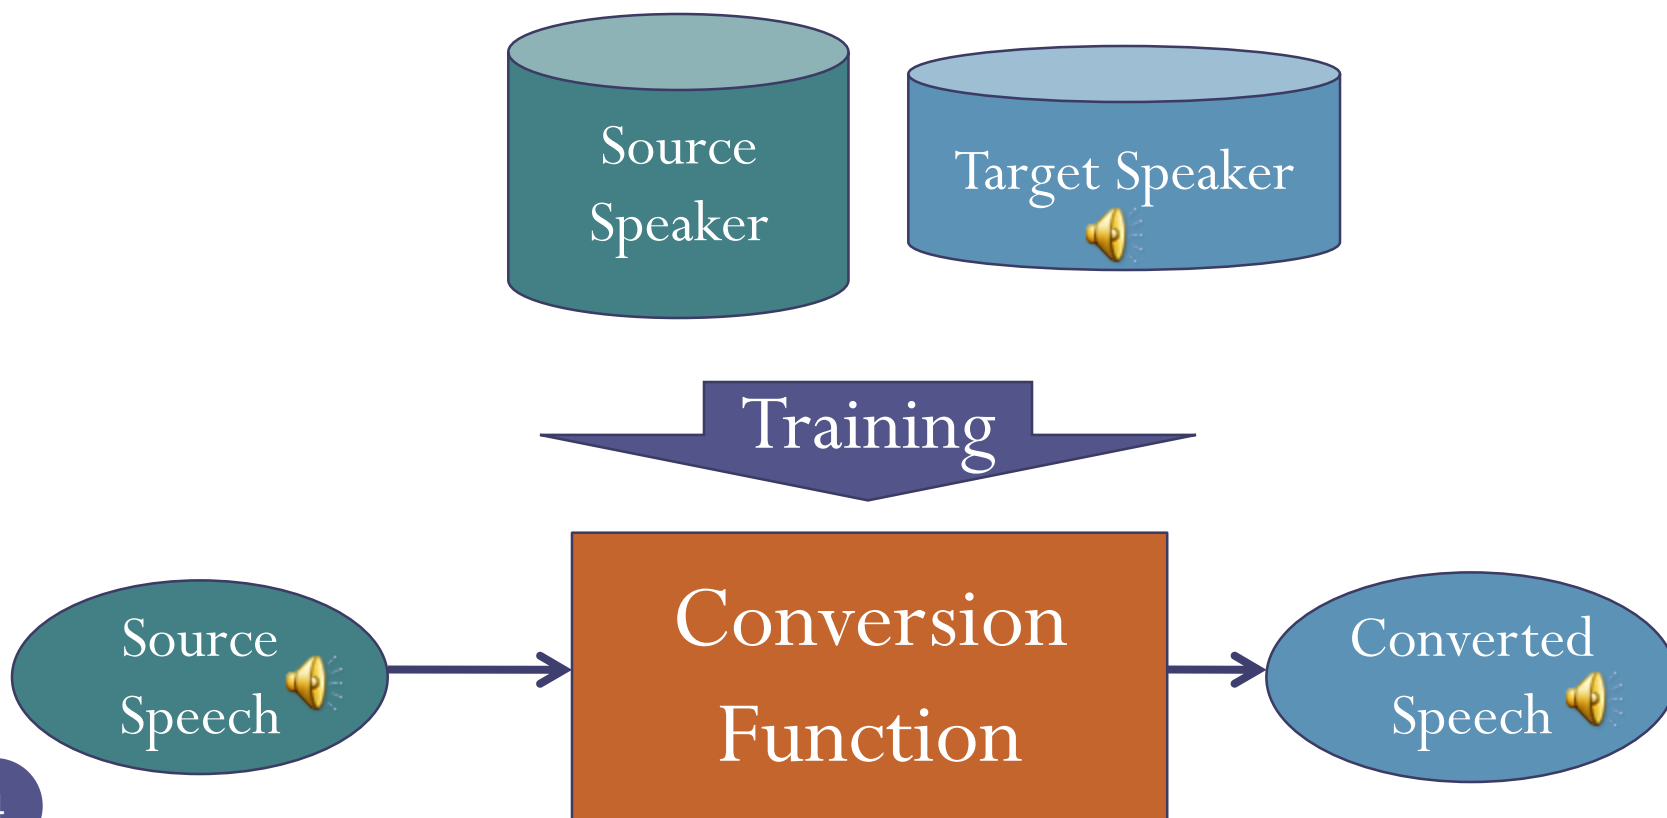 Source
Speaker
Target Speaker
Training
Conversion
Function
Source
Speech
Converted
Speech